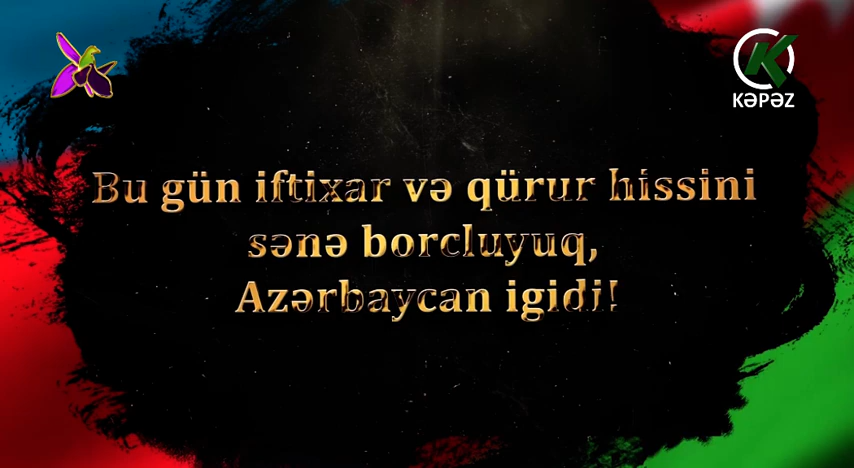 KƏPƏZ
Bu gün iftixar və qürur hissini
sənə borcluyuq,
Azərbaycan igidi!